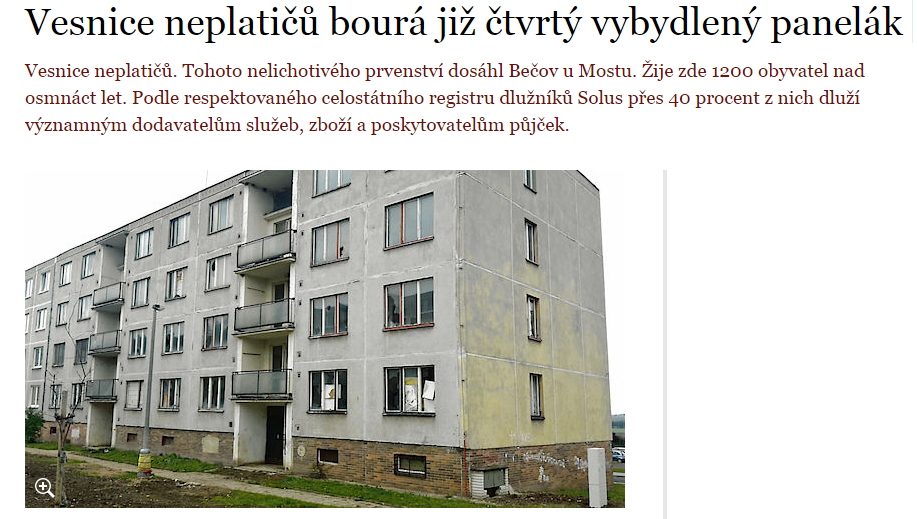 Vesnice neplatičů bourá již čtvrtý vybydlený panelák
Vesnice neplatičů. Tohoto nelichotivého prvenství dosáhl Bečov u Mostu. Žije zde 1200 obyvatel nad
osmnáct let. Podle respektovaného celostátního registru dlužníků Solus přes 40 procent z nich dluží
významným dodavatelům služeb, zboží a poskytovatelům půjček.